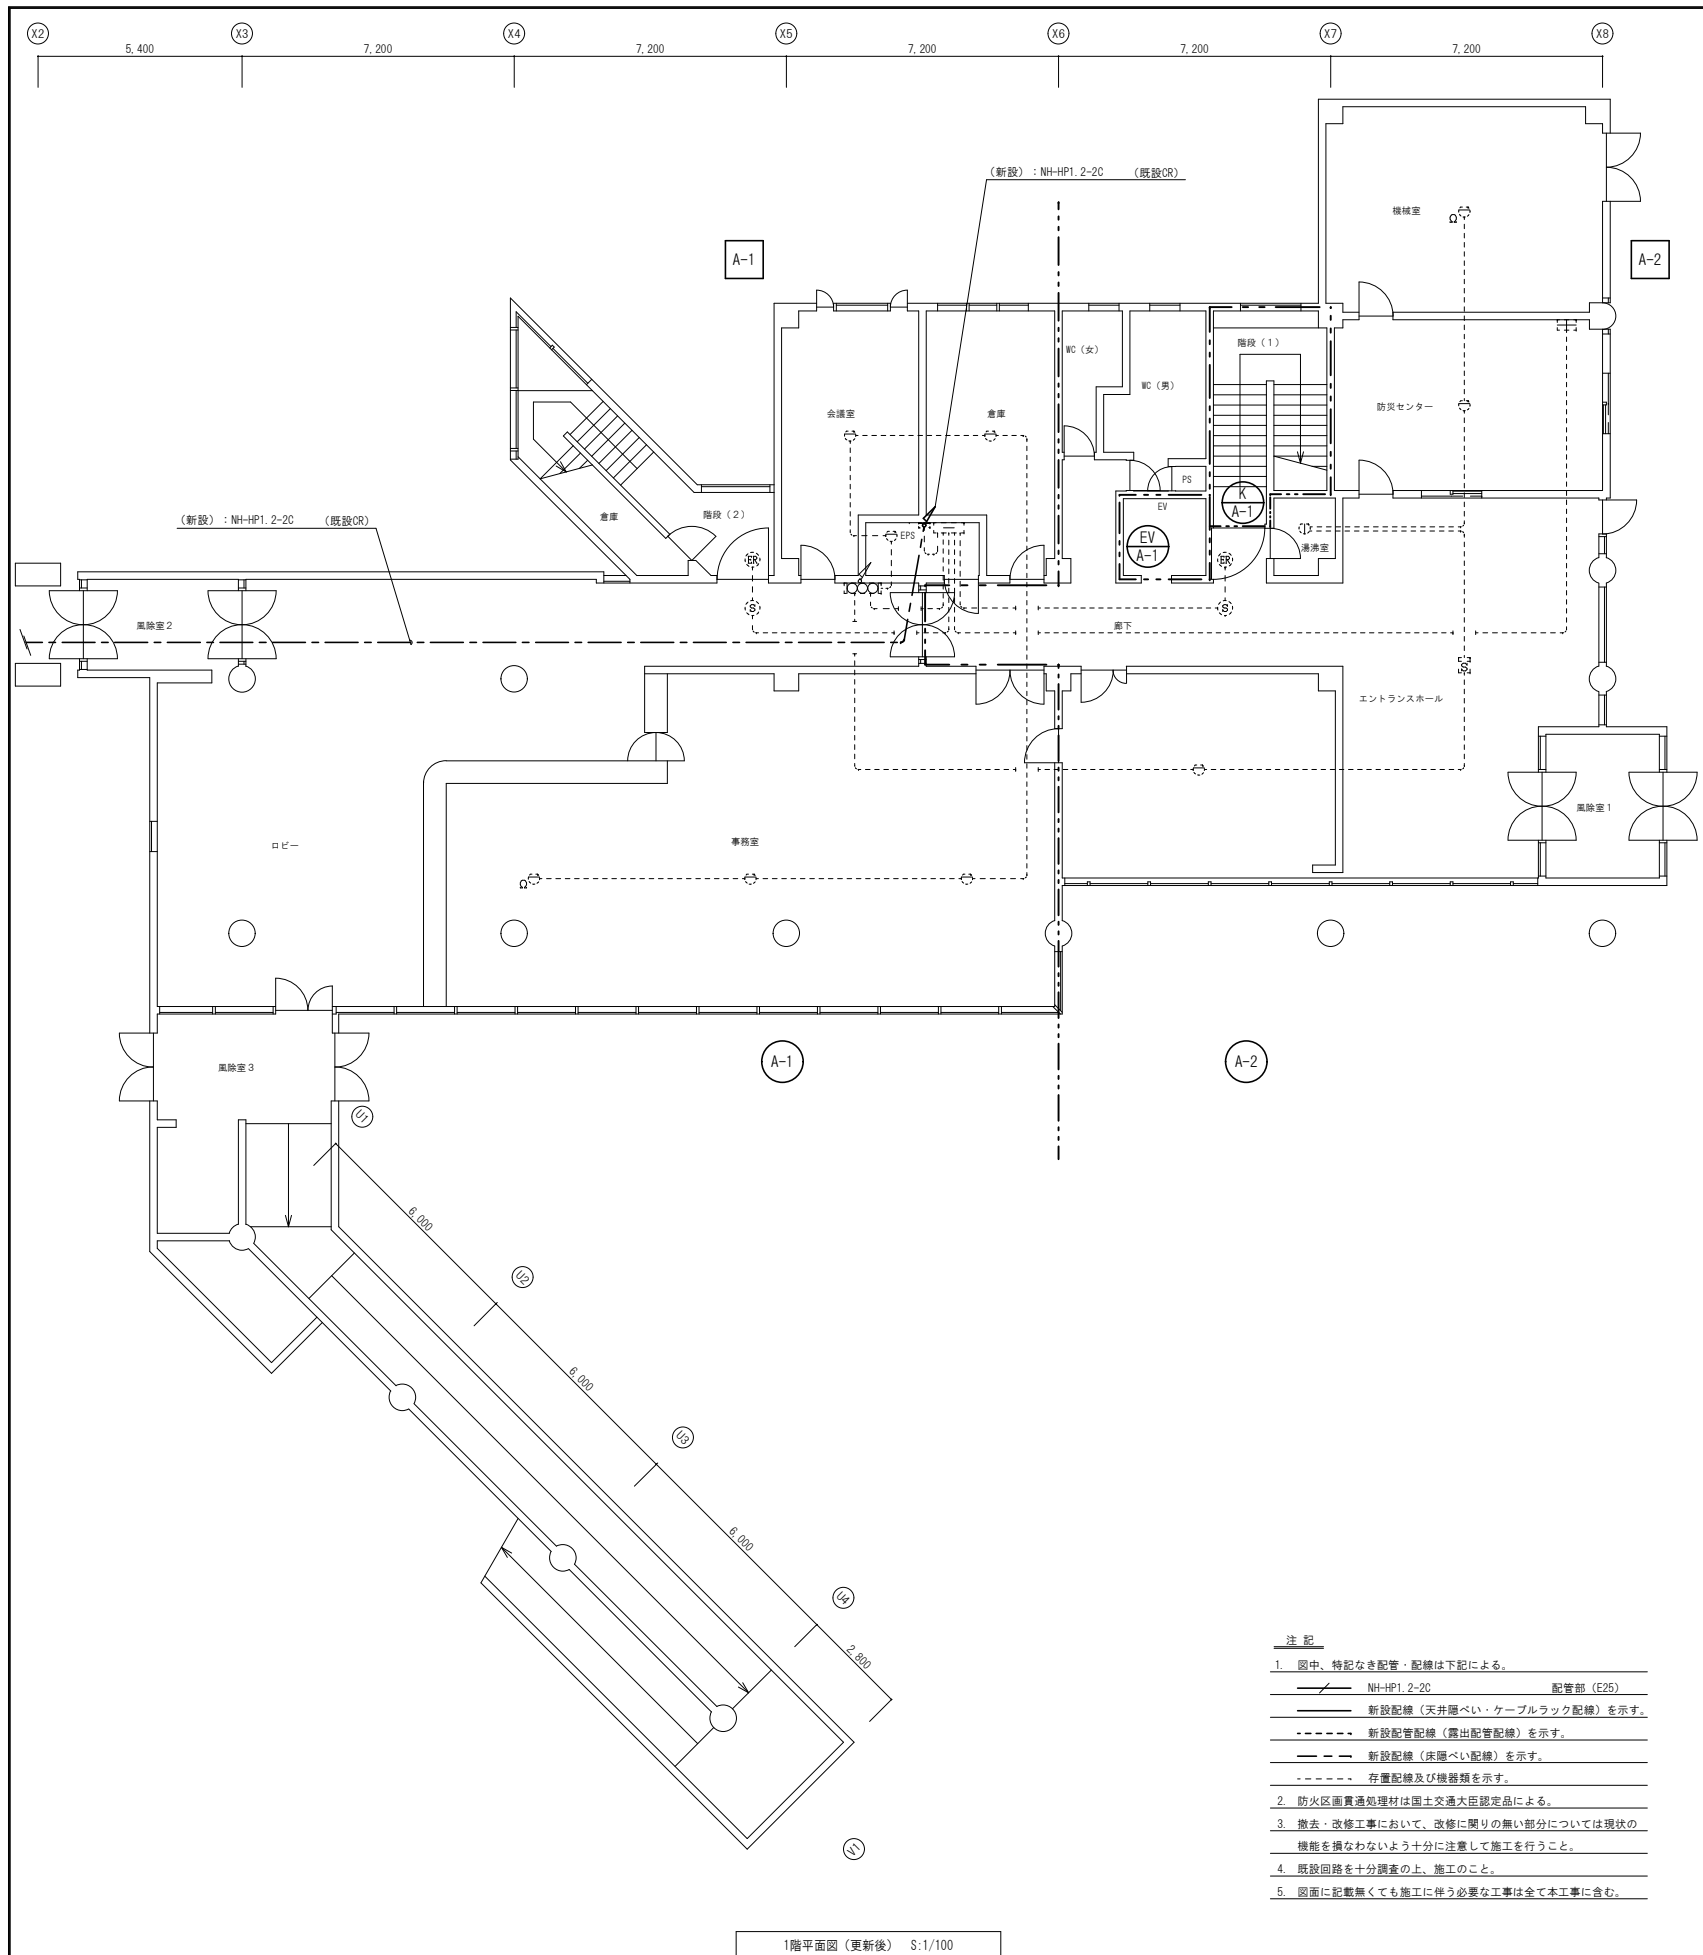 X2
X3
X4
X5
X6
X7
X8
5,400
7,200
7,200
7,200
7,200
7,200
(新設):NH-HP1.2-2C (既設CR)
機械室
Ω
A-1
A-2
WC(女)
階段(1)
WC(男)
会議室
倉庫
防災センター
PS
EV
K
A-1
(新設):NH-HP1.2-2C (既設CR)
倉庫
階段(2)
EPS
EV
A-1
湯沸室
ER
ER
S
S
風除室2
廊下
S
エントランスホール
風除室1
ロビー
事務室
Ω
A-1
A-2
風除室3
U1
6,000
U2
6,000
U3
6,000
U4
2,800
V1
注 記
1. 図中、特記なき配管・配線は下記による。
NH-HP1.2-2C 配管部(E25)
新設配線(天井隠ぺい・ケーブルラック配線)を示す。
新設配管配線(露出配管配線)を示す。
新設配線(床隠ぺい配線)を示す。
存置配線及び機器類を示す。
2. 防火区画貫通処理材は国土交通大臣認定品による。
3. 撤去・改修工事において、改修に関りの無い部分については現状の
機能を損なわないよう十分に注意して施工を行うこと。
4. 既設回路を十分調査の上、施工のこと。
5. 図面に記載無くても施工に伴う必要な工事は全て本工事に含む。
1階平面図(更新後) S:1/100